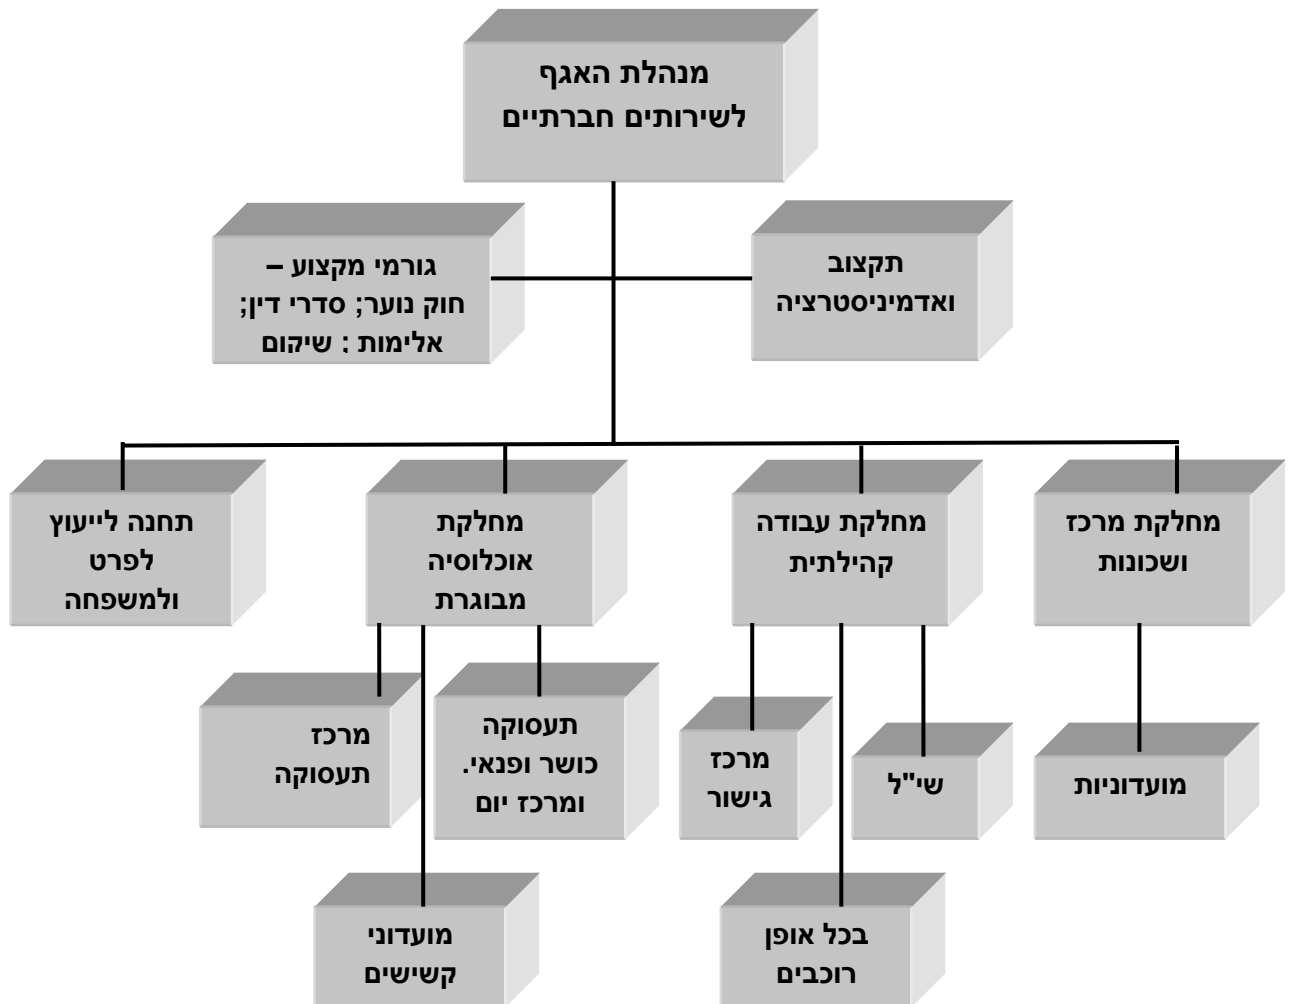 מנהלת האגף
לשירותים חברתיים
תקצוב
ואדמיניסטרציה
גורמי מקצוע –
חוק נוער; סדרי דין;
אלימות ; שיקום
מחלקת מרכז
ושכונות
מחלקת עבודה
קהילתית
מחלקת
אוכלוסיה
מבוגרת
תחנה לייעוץ
לפרט
ולמשפחה
מועדוניות
שי"ל
מרכז
גישור
תעסוקה
כושר ופנאי.
ומרכז יום
מרכז
תעסוקה
בכל אופן
רוכבים
מועדוני
קשישים